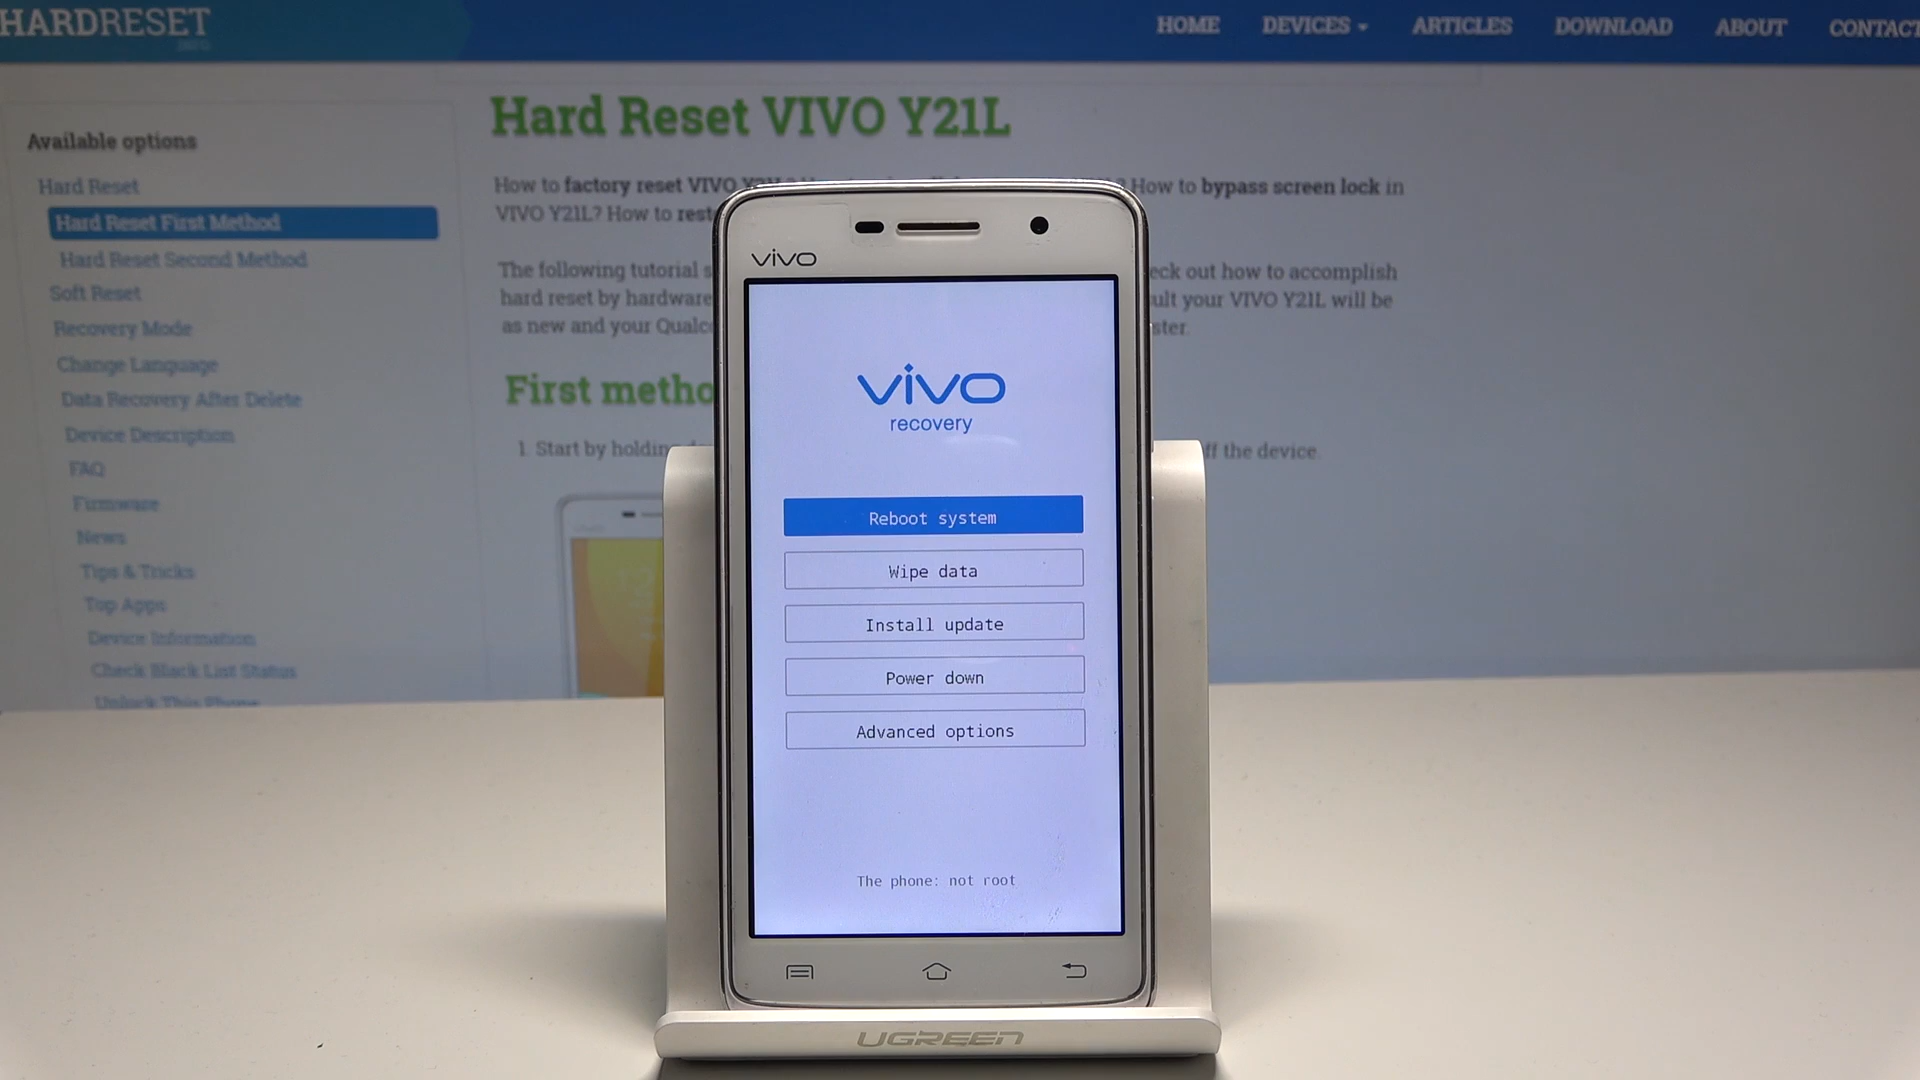 HARDRESET
HOME DEVICES ARTICLES DOWNLOAD ABOUT CONTACT
Available options
Hard Reset
Hard Reset First Method
Hard Reset Second Method
Soft Reset
Recovery Mode
Change Language
Data Recovery After Delete
Device Description
FAQ
Firmware
News
Tips & Tricks
Top Apps
Device Information
Check Black List Status
Unlock This Phone
Hard Reset VIVO Y21L
How to factory reset VIVO How to bypass screen lock in
VIVO Y21L? How to
The following tutorial eck out how to accomplish
hard reset by hardware ult your VIVO Y21L will be
as new and your ster.
First metho
1. Start by holdin ff the device.
vivo
vivo
recovery
Reboot system
Wipe data
Install update
Power down
Advanced options
The phone: not root
UGREEN